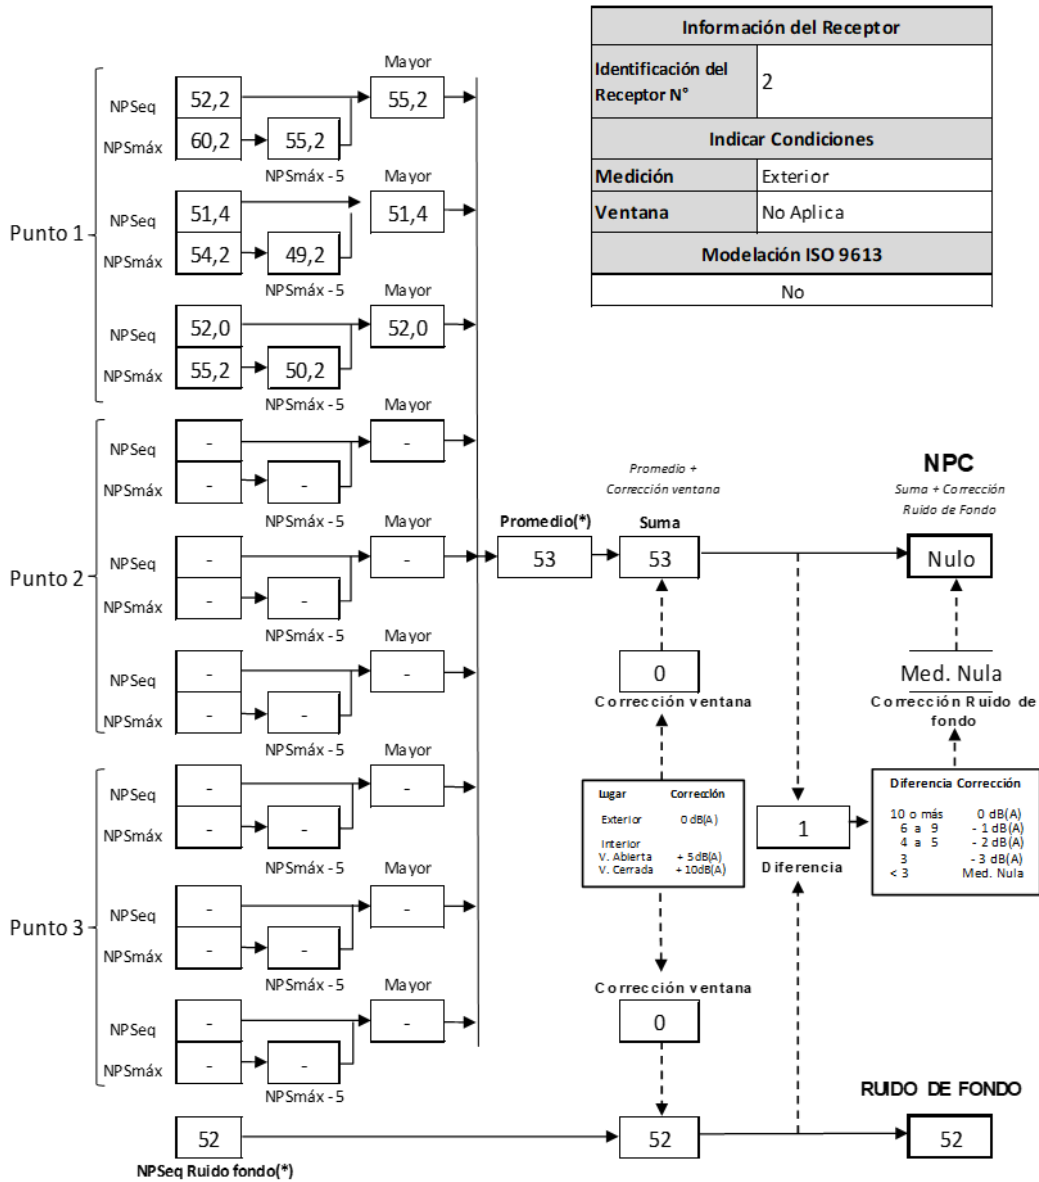 Información del Receptor
Identificación del Receptor N° 2
Indicar Condiciones
Medición Exterior
Ventana No Aplica
Modelación ISO 9613
No
Punto 1
Mayor
NPSeq 52,2 55,2
NPSmáx 60,2 55,2
NPSmáx - 5
Mayor
NPSeq 51,4 51,4
NPSmáx 54,2 49,2
NPSmáx - 5
Mayor
NPSeq 52,0 52,0
NPSmáx 55,2 50,2
NPSmáx - 5
Punto 2
Mayor
NPSeq - -
NPSmáx - -
NPSmáx - 5
Mayor
NPSeq - -
NPSmáx - -
NPSmáx - 5
Mayor
NPSeq - -
NPSmáx - -
NPSmáx - 5
Punto 3
Mayor
NPSeq - -
NPSmáx - -
NPSmáx - 5
Mayor
NPSeq - -
NPSmáx - -
NPSmáx - 5
Mayor
NPSeq - -
NPSmáx - -
NPSmáx - 5
Promedio(*)
53
Promedio +
Corrección ventana
Suma
53
0
Corrección ventana
Lugar Corrección
Exterior 0 dB(A)
Interior
V. Abierta + 5dB(A)
V. Cerrada + 10dB(A)
Corrección ventana
0
1
Diferencia
NPC
Suma + Corrección
Ruido de Fondo
Nulo
Med. Nula
Corrección Ruido de
fondo
Diferencia Corrección
10 o más 0 dB(A)
6 a 9 - 1 dB(A)
4 a 5 - 2 dB(A)
3 - 3 dB(A)
< 3 Med. Nula
RUIDO DE FONDO
52 52 52
NPSeq Ruido fondo(*)